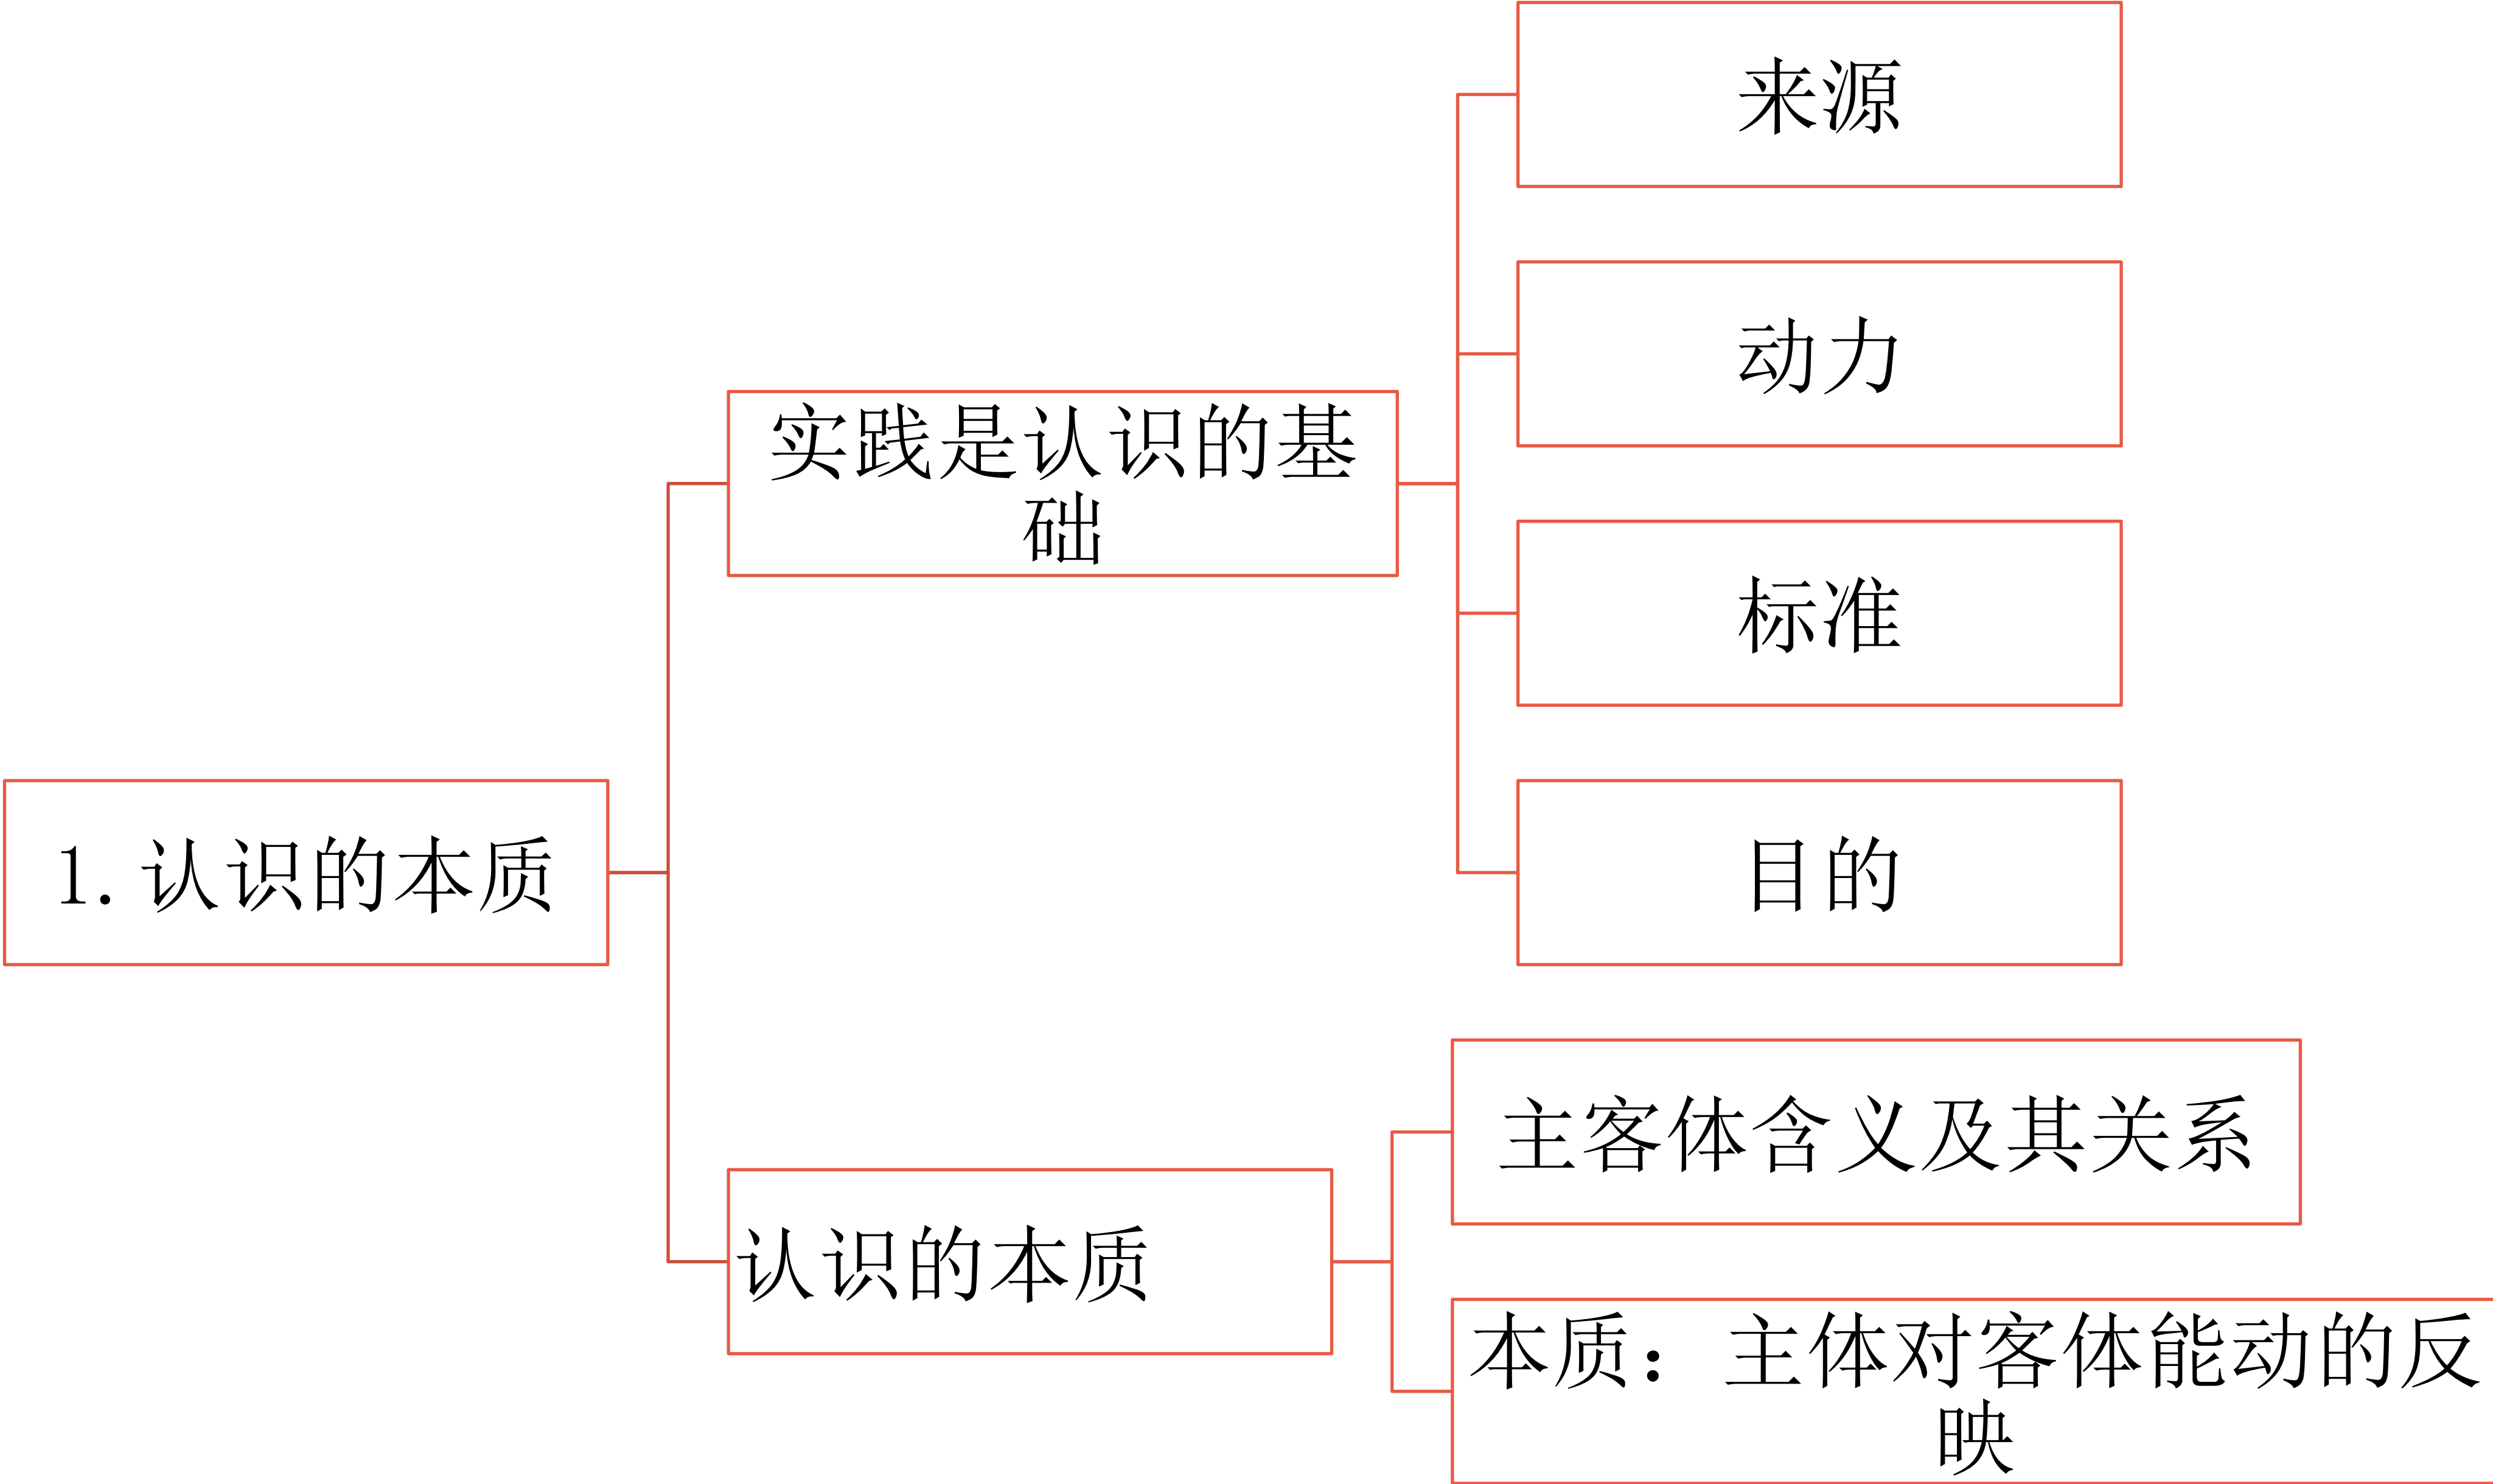 来源
动力
实践是认识的基
础
标准
1.认识的本质
目的
主客体含义及其关系
认识的本质
本质：主体对客体能动的反
映